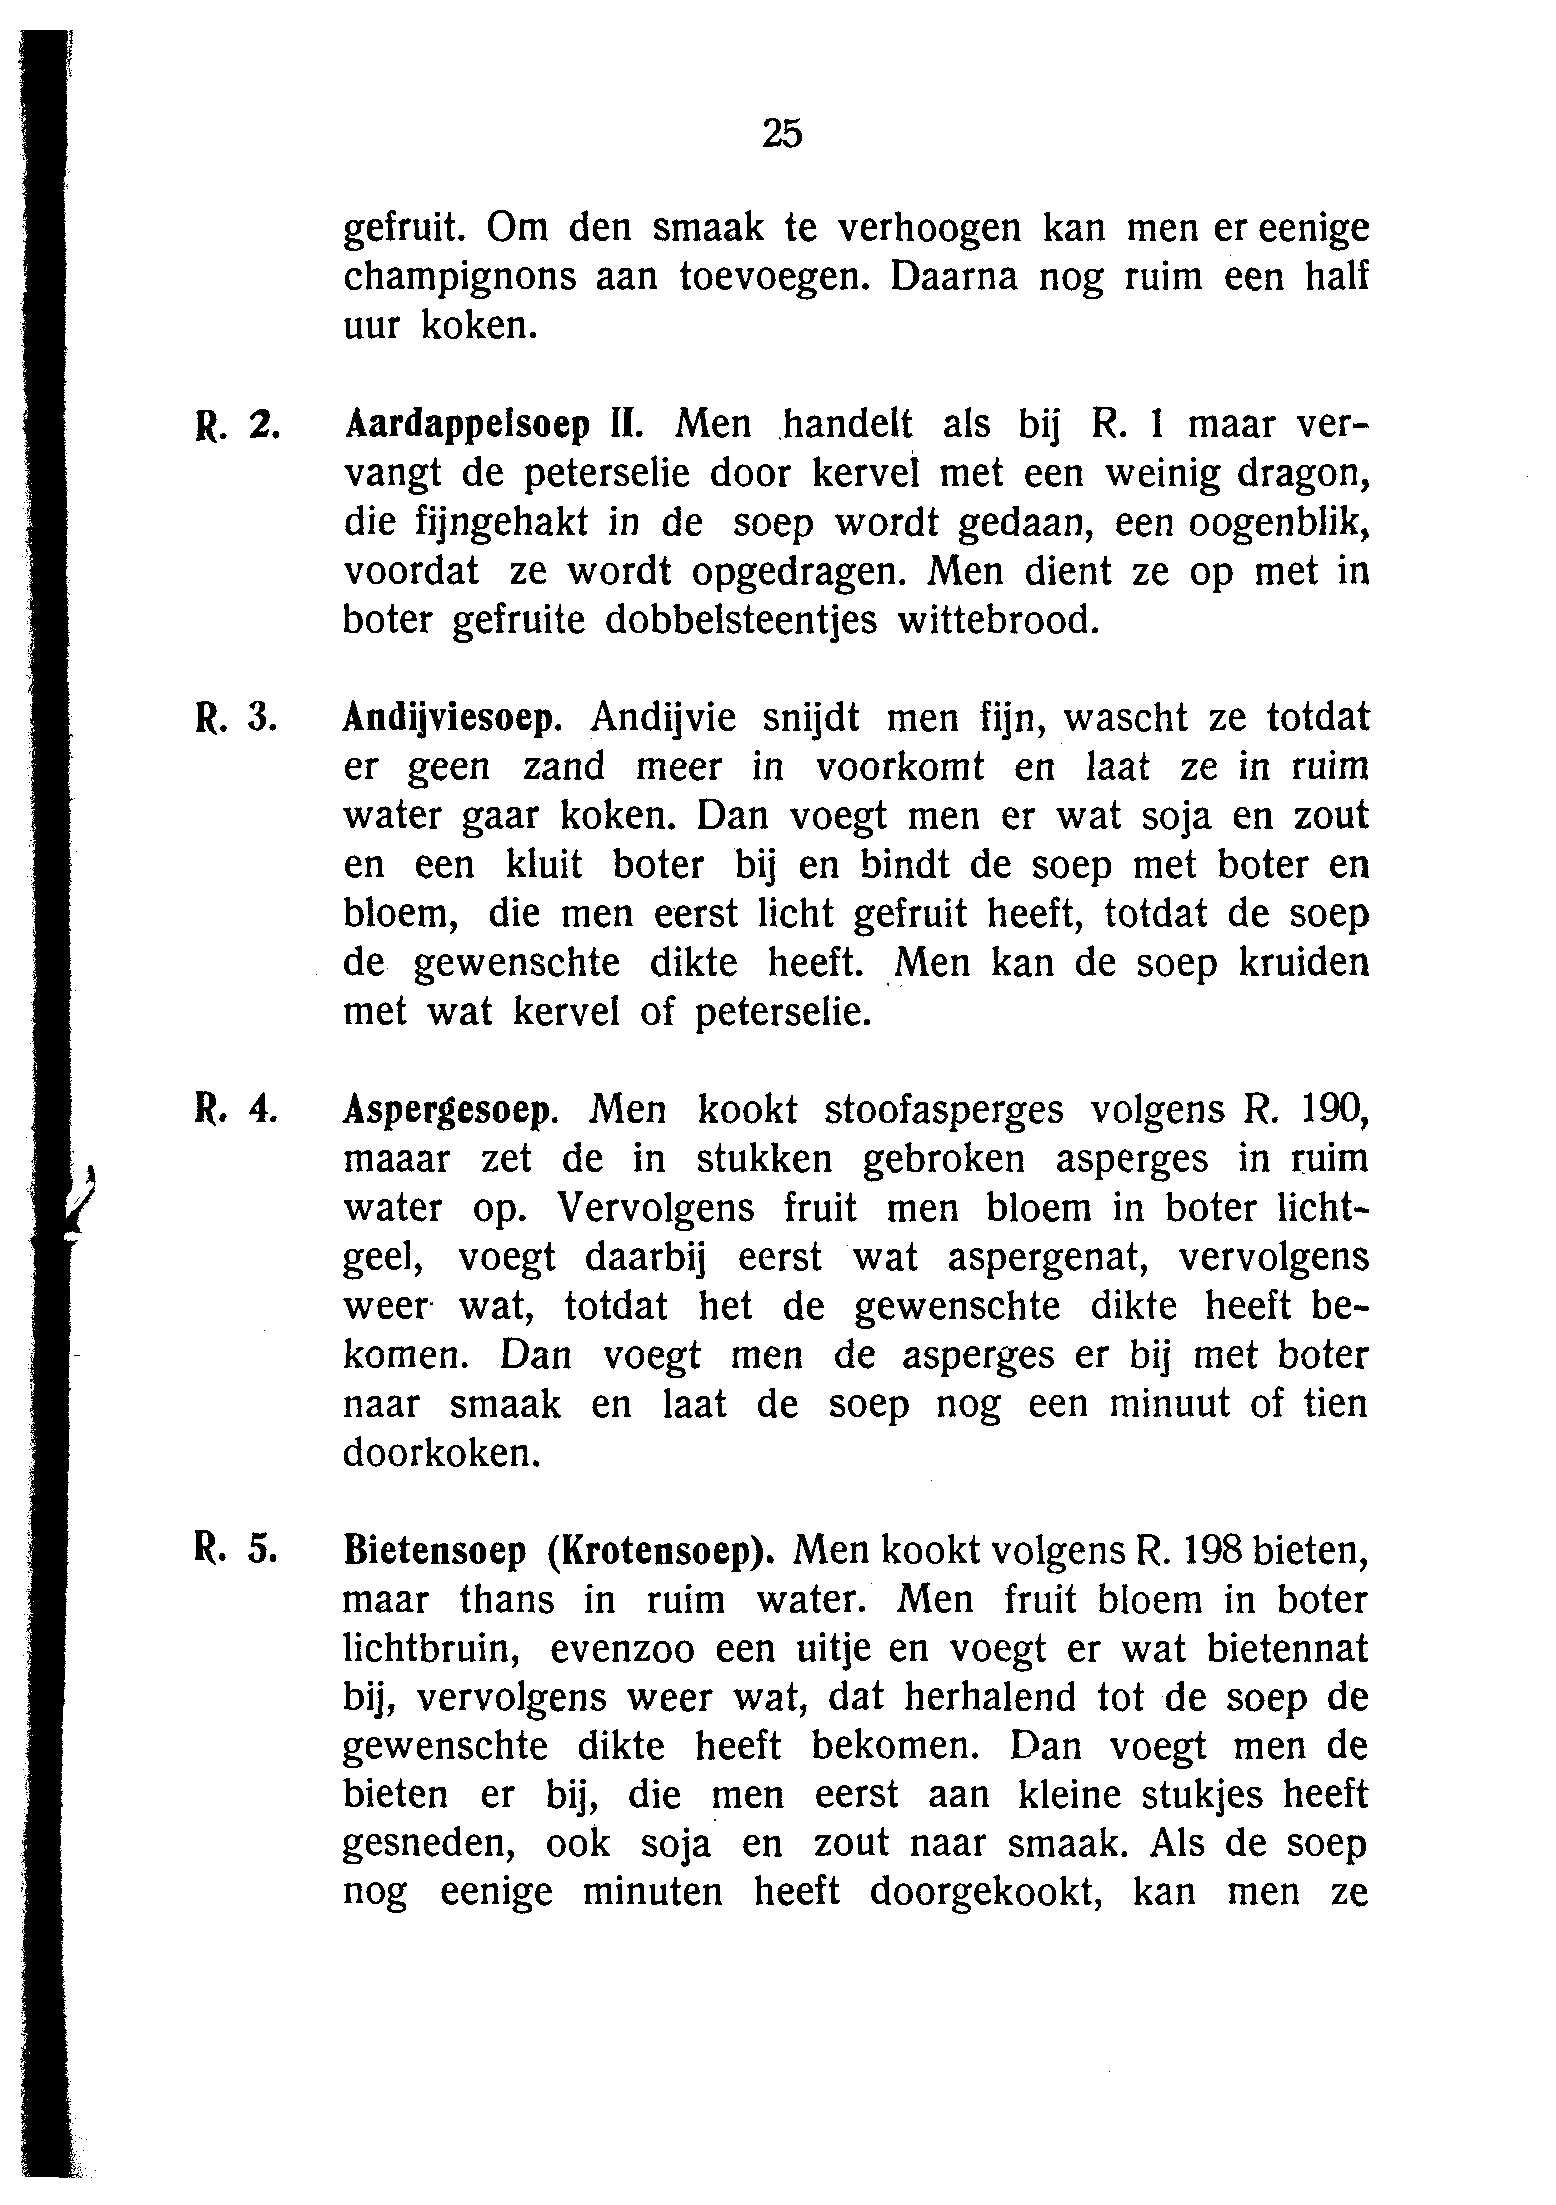 25
gefruit. Om den smaak te verhoogen kan men er eenige
champignons aan toevoegen. Daarna nog ruim een half
uur koken.
R. 2. Aardappelsoep II. Men handelt als bij R. 1 maar ver-
vangt de peterselie door kervel met een weinig dragon,
die fijngehakt in de soep wordt gedaan, een oogenblik,
voordat ze wordt opgedragen. Men dient ze op met in
boter gefruite dobbelsteentjes wittebrood.
R. 3. Andijviesoep. Andijvie snijdt men fijn, wascht ze totdat
er geen zand meer in voorkomt en laat ze in ruim
water gaar koken. Dan voegt men er wat soja en zout
en een kluit boter bij en bindt de soep met boter en
bloem, die men eerst licht gefruit heeft, totdat de soep
de gewenschte dikte heeft. Men kan de soep kruiden
met wat kervel of peterselie.
R. 4. Aspergesoep. Men kookt stoofasperges volgens R. 190,
maaar zet de in stukken gebroken asperges in ruim
water op. Vervolgens fruit men bloem in boter licht-
geel, voegt daarbij eerst wat aspergenat, vervolgens
weer wat, totdat het de gewenschte dikte heeft be-
komen. Dan voegt men de asperges er bij met boter
naar smaak en laat de soep nog een minuut of tien
doorkoken.
R. 5. Bietensoep (Krotensoep). Men kookt volgens R. 198 bieten,
maar thans in ruim water. Men fruit bloem in boter
lichtbruin, evenzoo een uitje en voegt er wat bietennat
bij, vervolgens weer wat, dat herhalend tot de soep de
gewenschte dikte heeft bekomen. Dan voegt men de
bieten er bij, die men eerst aan kleine stukjes heeft
gesneden, ook soja en zout naar smaak. Als de soep
nog eenige minuten heeft doorgekookt, kan men ze